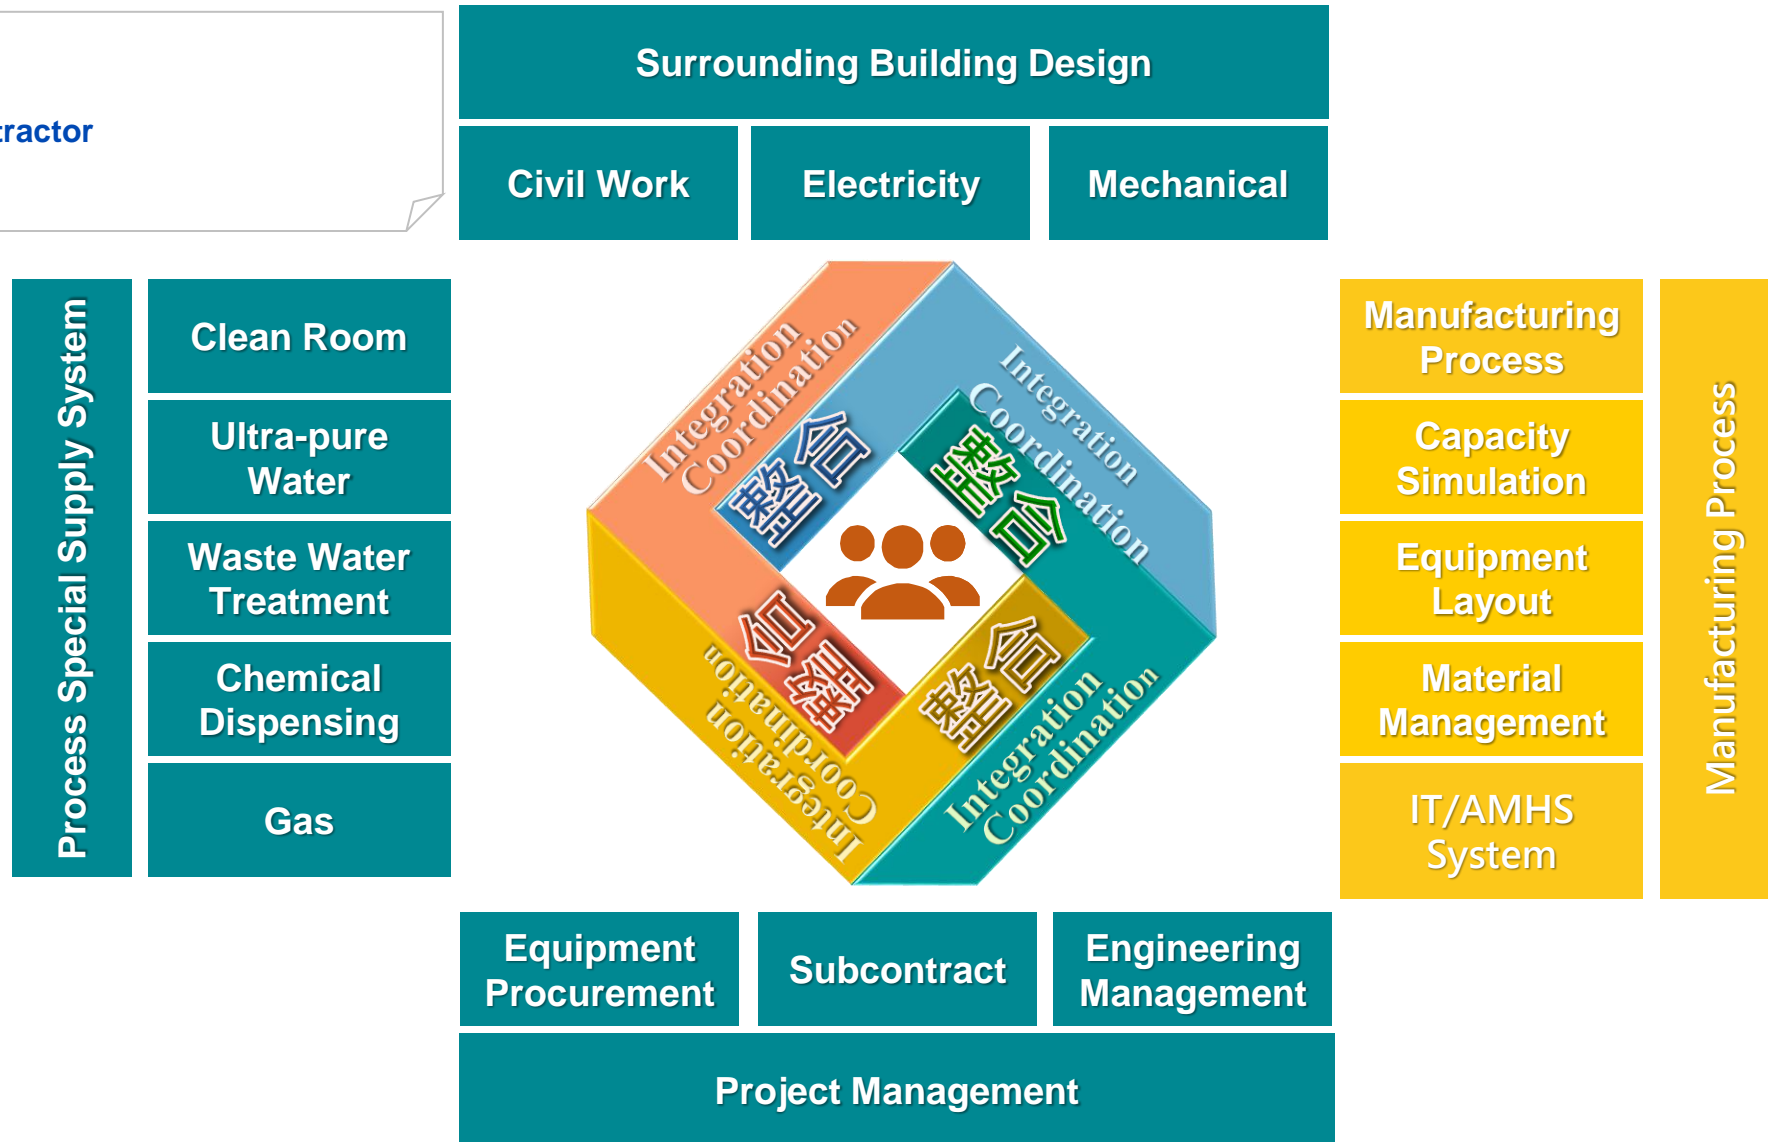 Surrounding Building Design
tractor
Civil Work
Electricity
Mechanical
Process Special Supply System
Clean Room
Ultra-pure
Water
Waste Water
Treatment
Chemical
Dispensing
Gas
Integration
Coordination
整合
Integration
Coordination
整合
Integration
Coordination
整合
Integration
Coordination
整合
Manufacturing
Process
Capacity
Simulation
Equipment
Layout
Material
Management
IT/AMHS
System
Manufacturing Process
Equipment
Procurement
Subcontract
Engineering
Management
Project Management